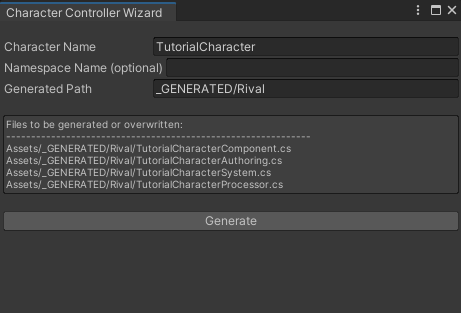 Character Controller Wizard
Character Name TutorialCharacter
Namespace Name (optional)
Generated Path _GENERATED/Rival
Files to be generated or overwritten:
------------------------------------------------------------
Assets/_GENERATED/Rival/TutorialCharacterComponent.cs
Assets/_GENERATED/Rival/TutorialCharacterAuthoring.cs
Assets/_GENERATED/Rival/TutorialCharacterSystem.cs
Assets/_GENERATED/Rival/TutorialCharacterProcessor.cs
Generate